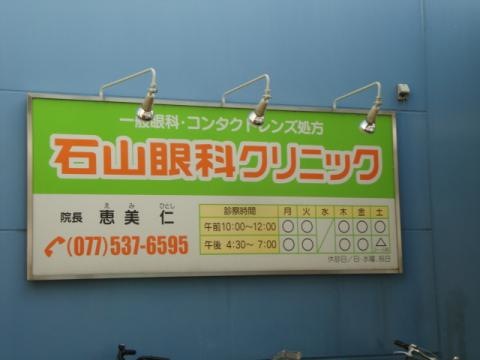 一般眼科・コンタクトレンズ処方
石山眼科クリニック
えみ ひとし
院長 恵美 仁
(077)537-6595
診察時間 月 火 水 木 金 土
午前10:00～12:00 ○ ○ ／ ○ ○ ○
午後 4:30～ 7:00 ○ ○ ／ ○ ○ △
休診日／日・水曜、祝日